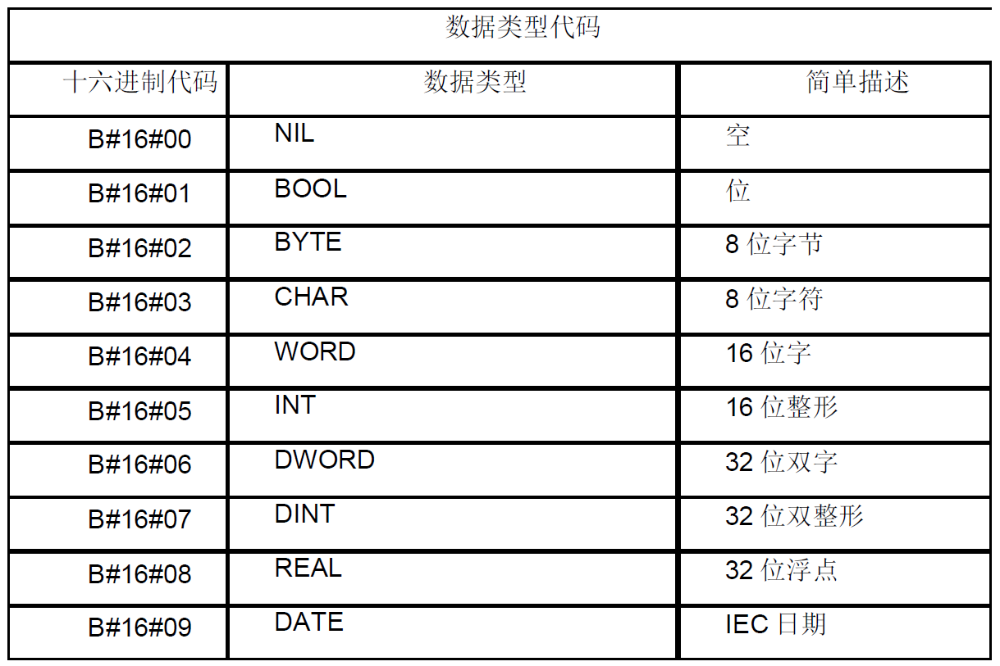 数据类型代码
十六进制代码 数据类型 简单描述
B#16#00 NIL 空
B#16#01 BOOL 位
B#16#02 BYTE 8 位字节
B#16#03 CHAR 8 位字符
B#16#04 WORD 16 位字
B#16#05 INT 16 位整形
B#16#06 DWORD 32 位双字
B#16#07 DINT 32 位双整形
B#16#08 REAL 32 位浮点
B#16#09 DATE IEC 日期